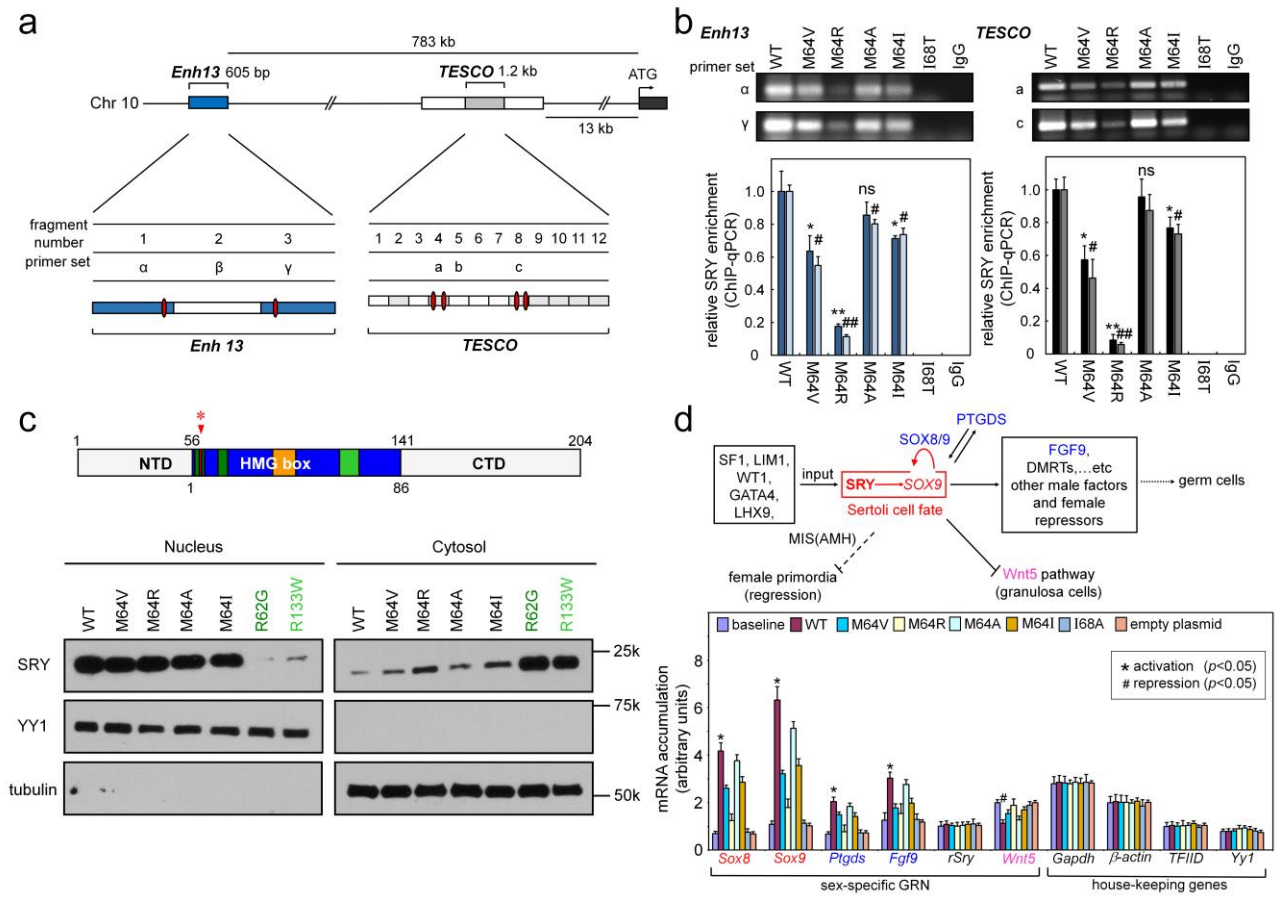 a
783 kb
Enh13 605 bp
TESCO 1.2 kb
ATG
Chr 10
//
//
13 kb
fragment
number
1 2 3
1 2 3 4 5 6 7 8 9 10 11 12
primer set
α β γ
a b c
Enh 13
TESCO
b
Enh13
WT M64V M64R M64A M64I I68T IgG
primer set
α
γ
relative SRY enrichment
(ChIP-qPCR)
1.0
0.8
0.6
0.4
0.2
0
* # ** ## ns # * #
WT M64V M64R M64A M64I I68T IgG
TESCO
WT M64V M64R M64A M64I I68T IgG
a
c
relative SRY enrichment
(ChIP-qPCR)
1.0
0.8
0.6
0.4
0.2
0
* # ** ## ns * #
WT M64V M64R M64A M64I I68T IgG
c
*
1 56 141 204
NTD HMG box CTD
1 86
Nucleus Cytosol
WT M64V M64R M64A M64I R62G R133W
WT M64V M64R M64A M64I R62G R133W
SRY
25k
YY1
75k
tubulin
50k
d
PTGDS
SOX8/9
SF1, LIM1,
WT1,
GATA4,
LHX9,
input
SRY SOX9
Sertoli cell fate
FGF9,
DMRTs,...etc
other male factors
and female
repressors
germ cells
MIS(AMH)
female primordia
(regression)
Wnt5 pathway
(granulosa cells)
baseline WT M64V M64R M64A M64I I68A empty plasmid
* activation (p<0.05)
# repression (p<0.05)
mRNA accumulation
(arbitrary units)
8
6
4
2
0
* * * * #
Sox8 Sox9 Ptgds Fgf9 rSry Wnt5 Gapdh β-actin TFIID Yy1
sex-specific GRN house-keeping genes